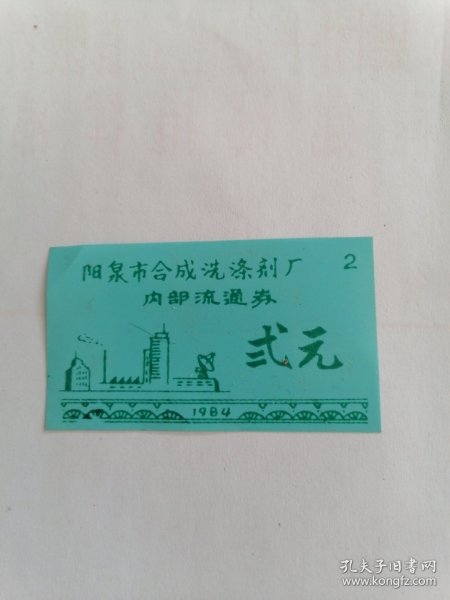 阳泉市合成洗涤剂厂 2
内部流通券
弍元
1984
孔夫子旧书网
www.kongfz.com